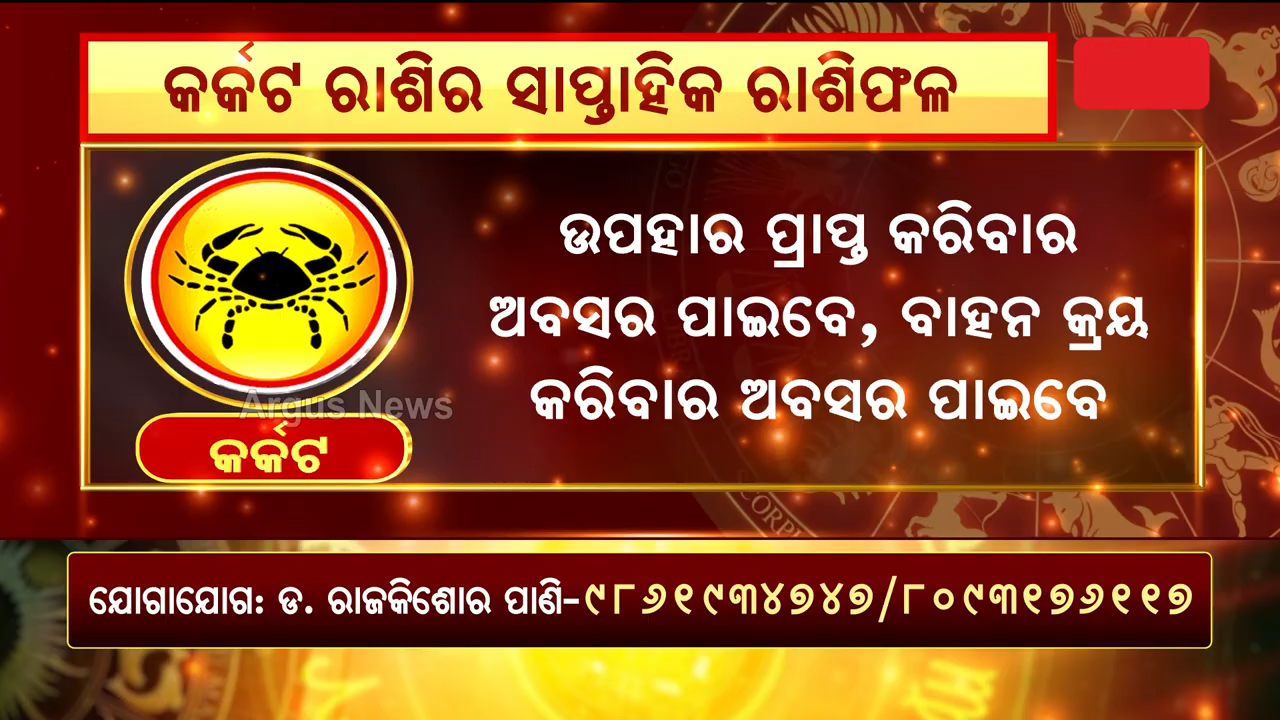 କର୍କଟ ରାଶିର ସାପ୍ତାହିକ ରାଶିଫଳ
ଉପହାର ପ୍ରାପ୍ତ କରିବାର
ଅବସର ପାଇବେ, ବାହନ କ୍ରୟ
କରିବାର ଅବସର ପାଇବେ
Argus News
କର୍କଟ
ଯୋଗାଯୋଗ: ଡ. ରାଜକିଶୋର ପାଣି-୯୮୬୧୯୩୪୭୪୭/୮୦୯୩୧୭୬୧୧୭